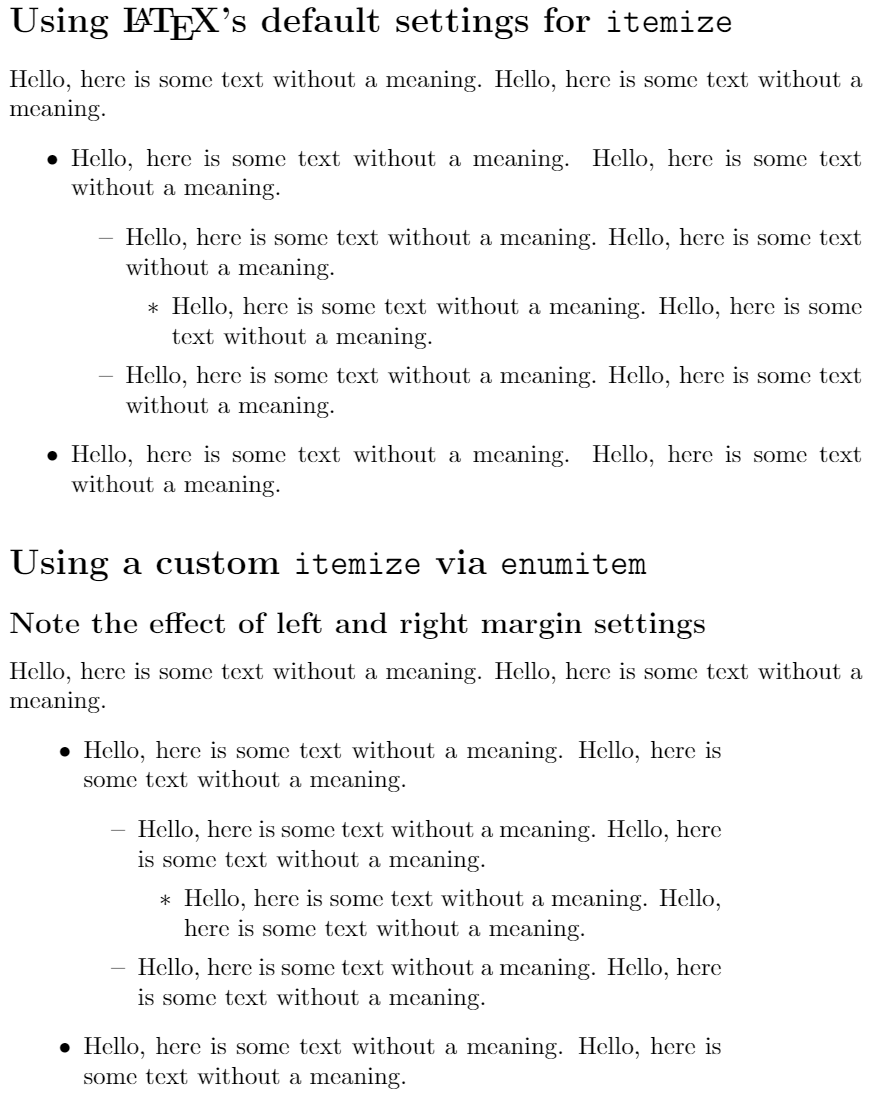 Using LATEX's default settings for itemize
Hello, here is some text without a meaning. Hello, here is some text without a
meaning.
• Hello, here is some text without a meaning. Hello, here is some text
without a meaning.
– Hello, here is some text without a meaning. Hello, here is some text
without a meaning.
∗ Hello, here is some text without a meaning. Hello, here is some
text without a meaning.
– Hello, here is some text without a meaning. Hello, here is some text
without a meaning.
• Hello, here is some text without a meaning. Hello, here is some text
without a meaning.
Using a custom itemize via enumitem
Note the effect of left and right margin settings
Hello, here is some text without a meaning. Hello, here is some text without a
meaning.
• Hello, here is some text without a meaning. Hello, here is
some text without a meaning.
– Hello, here is some text without a meaning. Hello, here
is some text without a meaning.
∗ Hello, here is some text without a meaning. Hello,
here is some text without a meaning.
– Hello, here is some text without a meaning. Hello, here
is some text without a meaning.
• Hello, here is some text without a meaning. Hello, here is
some text without a meaning.